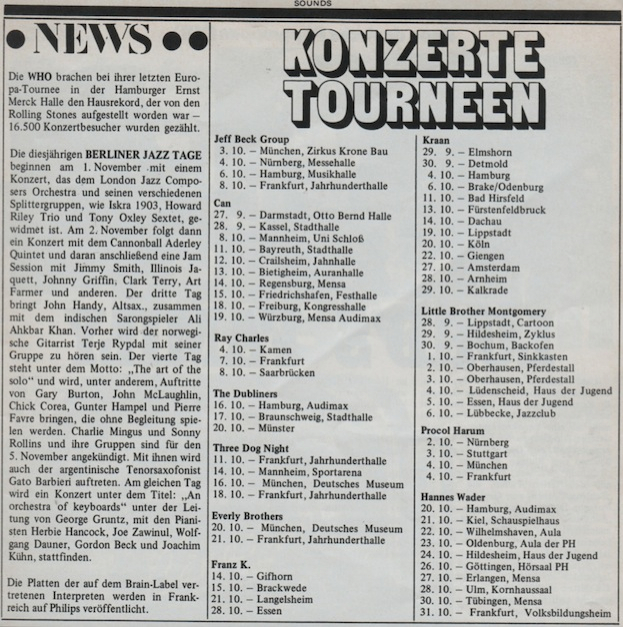 SOUNDS
● NEWS ●●
Die WHO brachen bei ihrer letzten Euro-
pa-Tournee in der Hamburger Ernst
Merck Halle den Hausrekord, der von den
Rolling Stones aufgestellt worden war –
16.500 Konzertbesucher wurden gezählt.
Die diesjährigen BERLINER JAZZ TAGE
beginnen am 1. November mit einem
Konzert, das dem London Jazz Compo-
sers Orchestra und seinen verschiedenen
Splittergruppen, wie Iskra 1903, Howard
Riley Trio und Tony Oxley Sextet, ge-
widmet ist. Am 2. November folgt dann
ein Konzert mit dem Cannonball Aderley
Quintet und daran anschließend eine Jam
Session mit Jimmy Smith, Illinois Ja-
quett, Johnny Griffin, Clark Terry, Art
Farmer und anderen. Der dritte Tag
bringt John Handy, Altsax., zusammen
mit dem indischen Sarongspieler Ali
Ahkbar Khan. Vorher wird der norwegi-
sche Gitarrist Terje Rypdal mit seiner
Gruppe zu hören sein. Der vierte Tag
steht unter dem Motto: „The art of the
solo“ und wird, unter anderem, Auftritte
von Gary Burton, John McLaughlin,
Chick Corea, Gunter Hampel und Pierre
Favre bringen, die ohne Begleitung spie-
len werden. Charlie Mingus und Sonny
Rollins und ihre Gruppen sind für den
5. November angekündigt. Mit ihnen wird
auch der argentinische Tenorsaxofonist
Gato Barbieri auftreten. Am gleichen Tag
wird ein Konzert unter dem Titel: „An
orchestra of keyboards“ unter der Lei-
tung von George Gruntz, mit den Piani-
sten Herbie Hancock, Joe Zawinul, Wolf-
gang Dauner, Gordon Beck und Joachim
Kühn, stattfinden.
Die Platten der auf dem Brain-Label ver-
tretenen Interpreten werden in Frank-
reich auf Philips veröffentlicht.
KONZERTE
TOURNEEN
Jeff Beck Group
3. 10. – München, Zirkus Krone Bau
4. 10. – Nürnberg, Messehalle
6. 10. – Hamburg, Musikhalle
8. 10. – Frankfurt, Jahrhunderthalle
Can
27. 9. – Darmstadt, Otto Bernd Halle
28. 9. – Kassel, Stadthalle
8. 10. – Mannheim, Uni Schloß
11. 10. – Bayreuth, Stadthalle
12. 10. – Crailsheim, Jahnhalle
13. 10. – Bietigheim, Auranhalle
14. 10. – Regensburg, Mensa
15. 10. – Friedrichshafen, Festhalle
18. 10. – Freiburg, Kongresshalle
19. 10. – Würzburg, Mensa Audimax
Ray Charles
4. 10. – Kamen
7. 10. – Frankfurt
8. 10. – Saarbrücken
The Dubliners
16. 10. – Hamburg, Audimax
17. 10. – Braunschweig, Stadthalle
20. 10. – Münster
Three Dog Night
11. 10. – Frankfurt, Jahrhunderthalle
14. 10. – Mannheim, Sportarena
16. 10. – München, Deutsches Museum
18. 10. – Frankfurt, Jahrhunderthalle
Everly Brothers
20. 10. – München, Deutsches Museum
21. 10. – Frankfurt, Jahrhunderthalle
Franz K.
14. 10. – Gifhorn
15. 10. – Brackwede
21. 10. – Langelsheim
28. 10. – Essen
Kraan
29. 9. – Elmshorn
30. 9. – Detmold
4. 10. – Hamburg
6. 10. – Brake/Odenburg
11. 10. – Bad Hirsfeld
13. 10. – Fürstenfeldbruck
14. 10. – Dachau
19. 10. – Lippstadt
20. 10. – Köln
22. 10. – Giengen
27. 10. – Amsterdam
28. 10. – Arnheim
29. 10. – Kalkrade
Little Brother Montgomery
28. 9. – Lippstadt, Cartoon
29. 9. – Hildesheim, Zyklus
30. 9. – Bochum, Backofen
1. 10. – Frankfurt, Sinkkasten
2. 10. – Oberhausen, Pferdestall
3. 10. – Oberhausen, Pferdestall
4. 10. – Lüdenscheid, Haus der Jugend
5. 10. – Essen, Haus der Jugend
6. 10. – Lübbecke, Jazzclub
Procol Harum
2. 10. – Nürnberg
3. 10. – Stuttgart
4. 10. – München
4. 10. – Frankfurt
Hannes Wader
20. 10. – Hamburg, Audimax
21. 10. – Kiel, Schauspielhaus
22. 10. – Wilhelmshaven, Aula
23. 10. – Oldenburg, Aula der PH
24. 10. – Hildesheim, Haus der Jugend
26. 10. – Göttingen, Hörsaal PH
27. 10. – Erlangen, Mensa
28. 10. – Ulm, Kornhaussaal
30. 10. – Tübingen, Mensa
31. 10. – Frankfurt, Volksbildungsheim